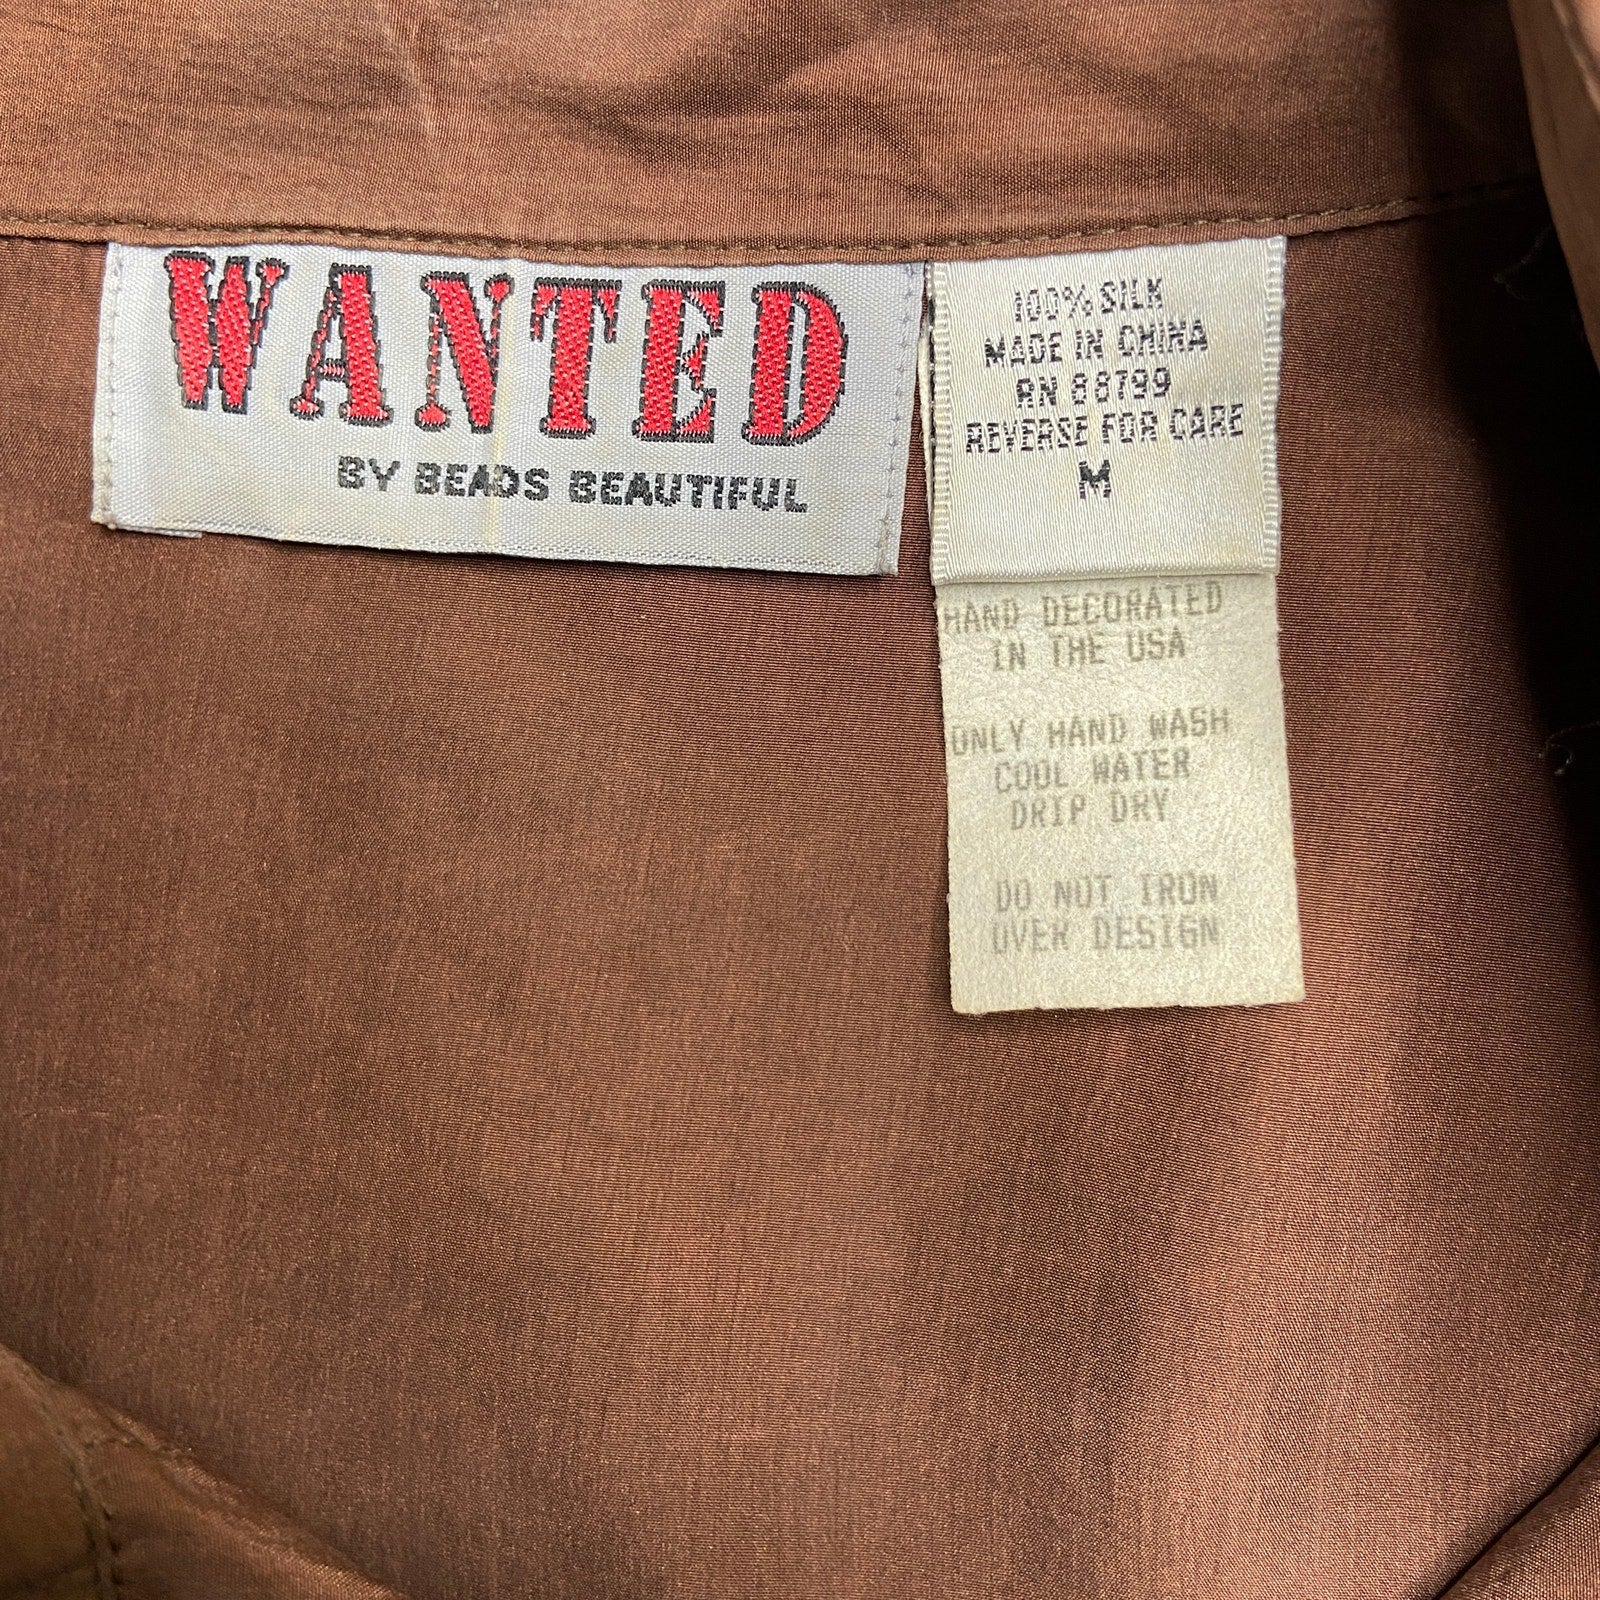 WANTED
BY BEADS BEAUTIFUL
100% SILK
MADE IN CHINA
RN 88799
REVERSE FOR CARE
M
HAND DECORATED
IN THE USA
ONLY HAND WASH
COOL WATER
DRIP DRY
DO NOT IRON
OVER DESIGN